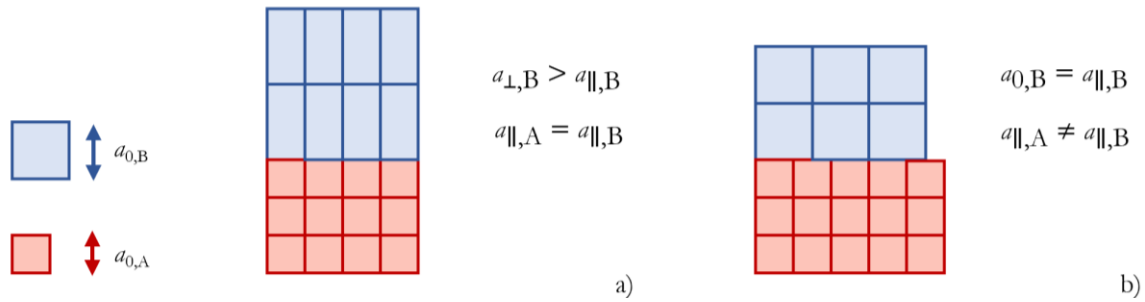 a⊥,B > a∥,B
a∥,A = a∥,B
a0,B = a∥,B
a∥,A ≠ a∥,B
a0,B
a0,A
a)
b)